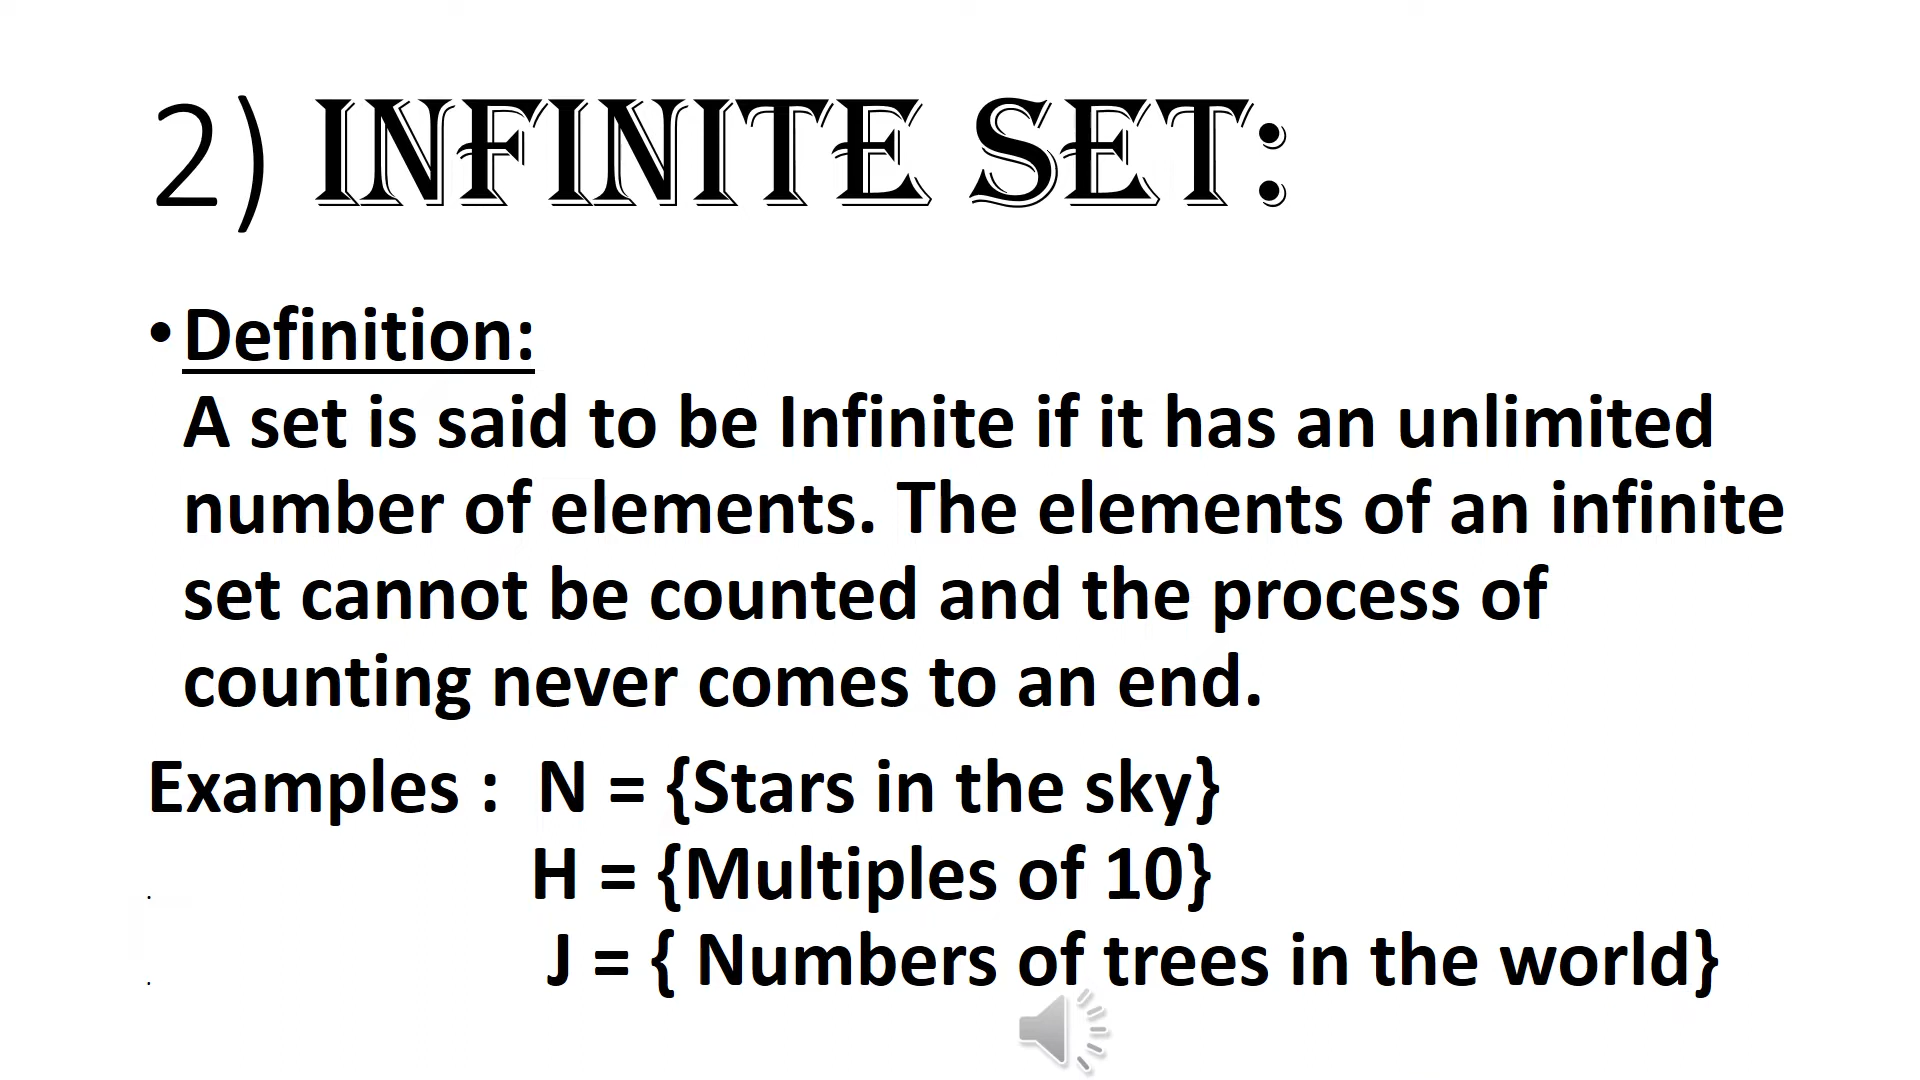 2) INFINITE SET:
• Definition:
A set is said to be Infinite if it has an unlimited
number of elements. The elements of an infinite
set cannot be counted and the process of
counting never comes to an end.
Examples : N = {Stars in the sky}
. H = {Multiples of 10}
. J = { Numbers of trees in the world}